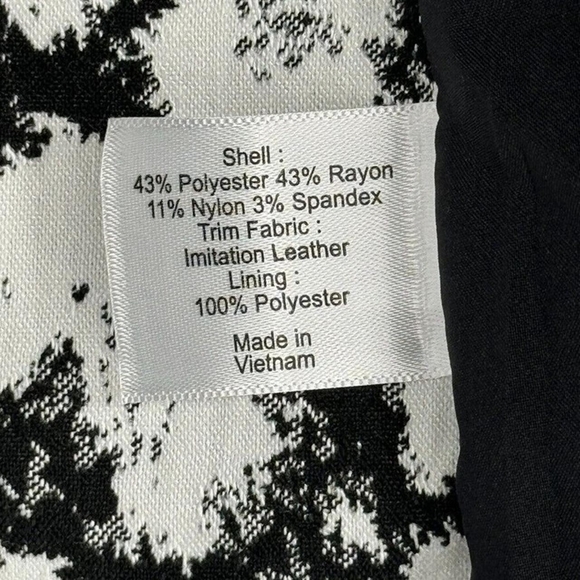 Shell :
43% Polyester 43% Rayon
11% Nylon 3% Spandex
Trim Fabric :
Imitation Leather
Lining :
100% Polyester
Made in
Vietnam